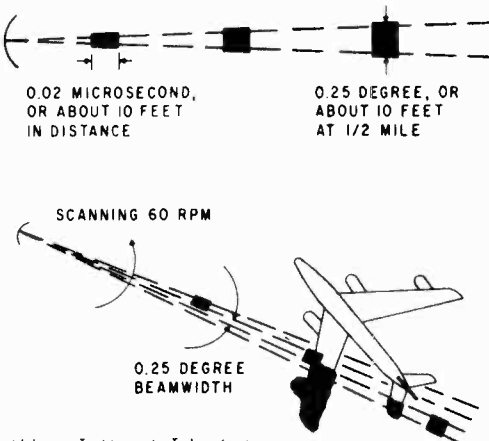 0.02 MICROSECOND,
OR ABOUT 10 FEET
IN DISTANCE
0.25 DEGREE, OR
ABOUT 10 FEET
AT 1/2 MILE
SCANNING 60 RPM
0.25 DEGREE
BEAMWIDTH